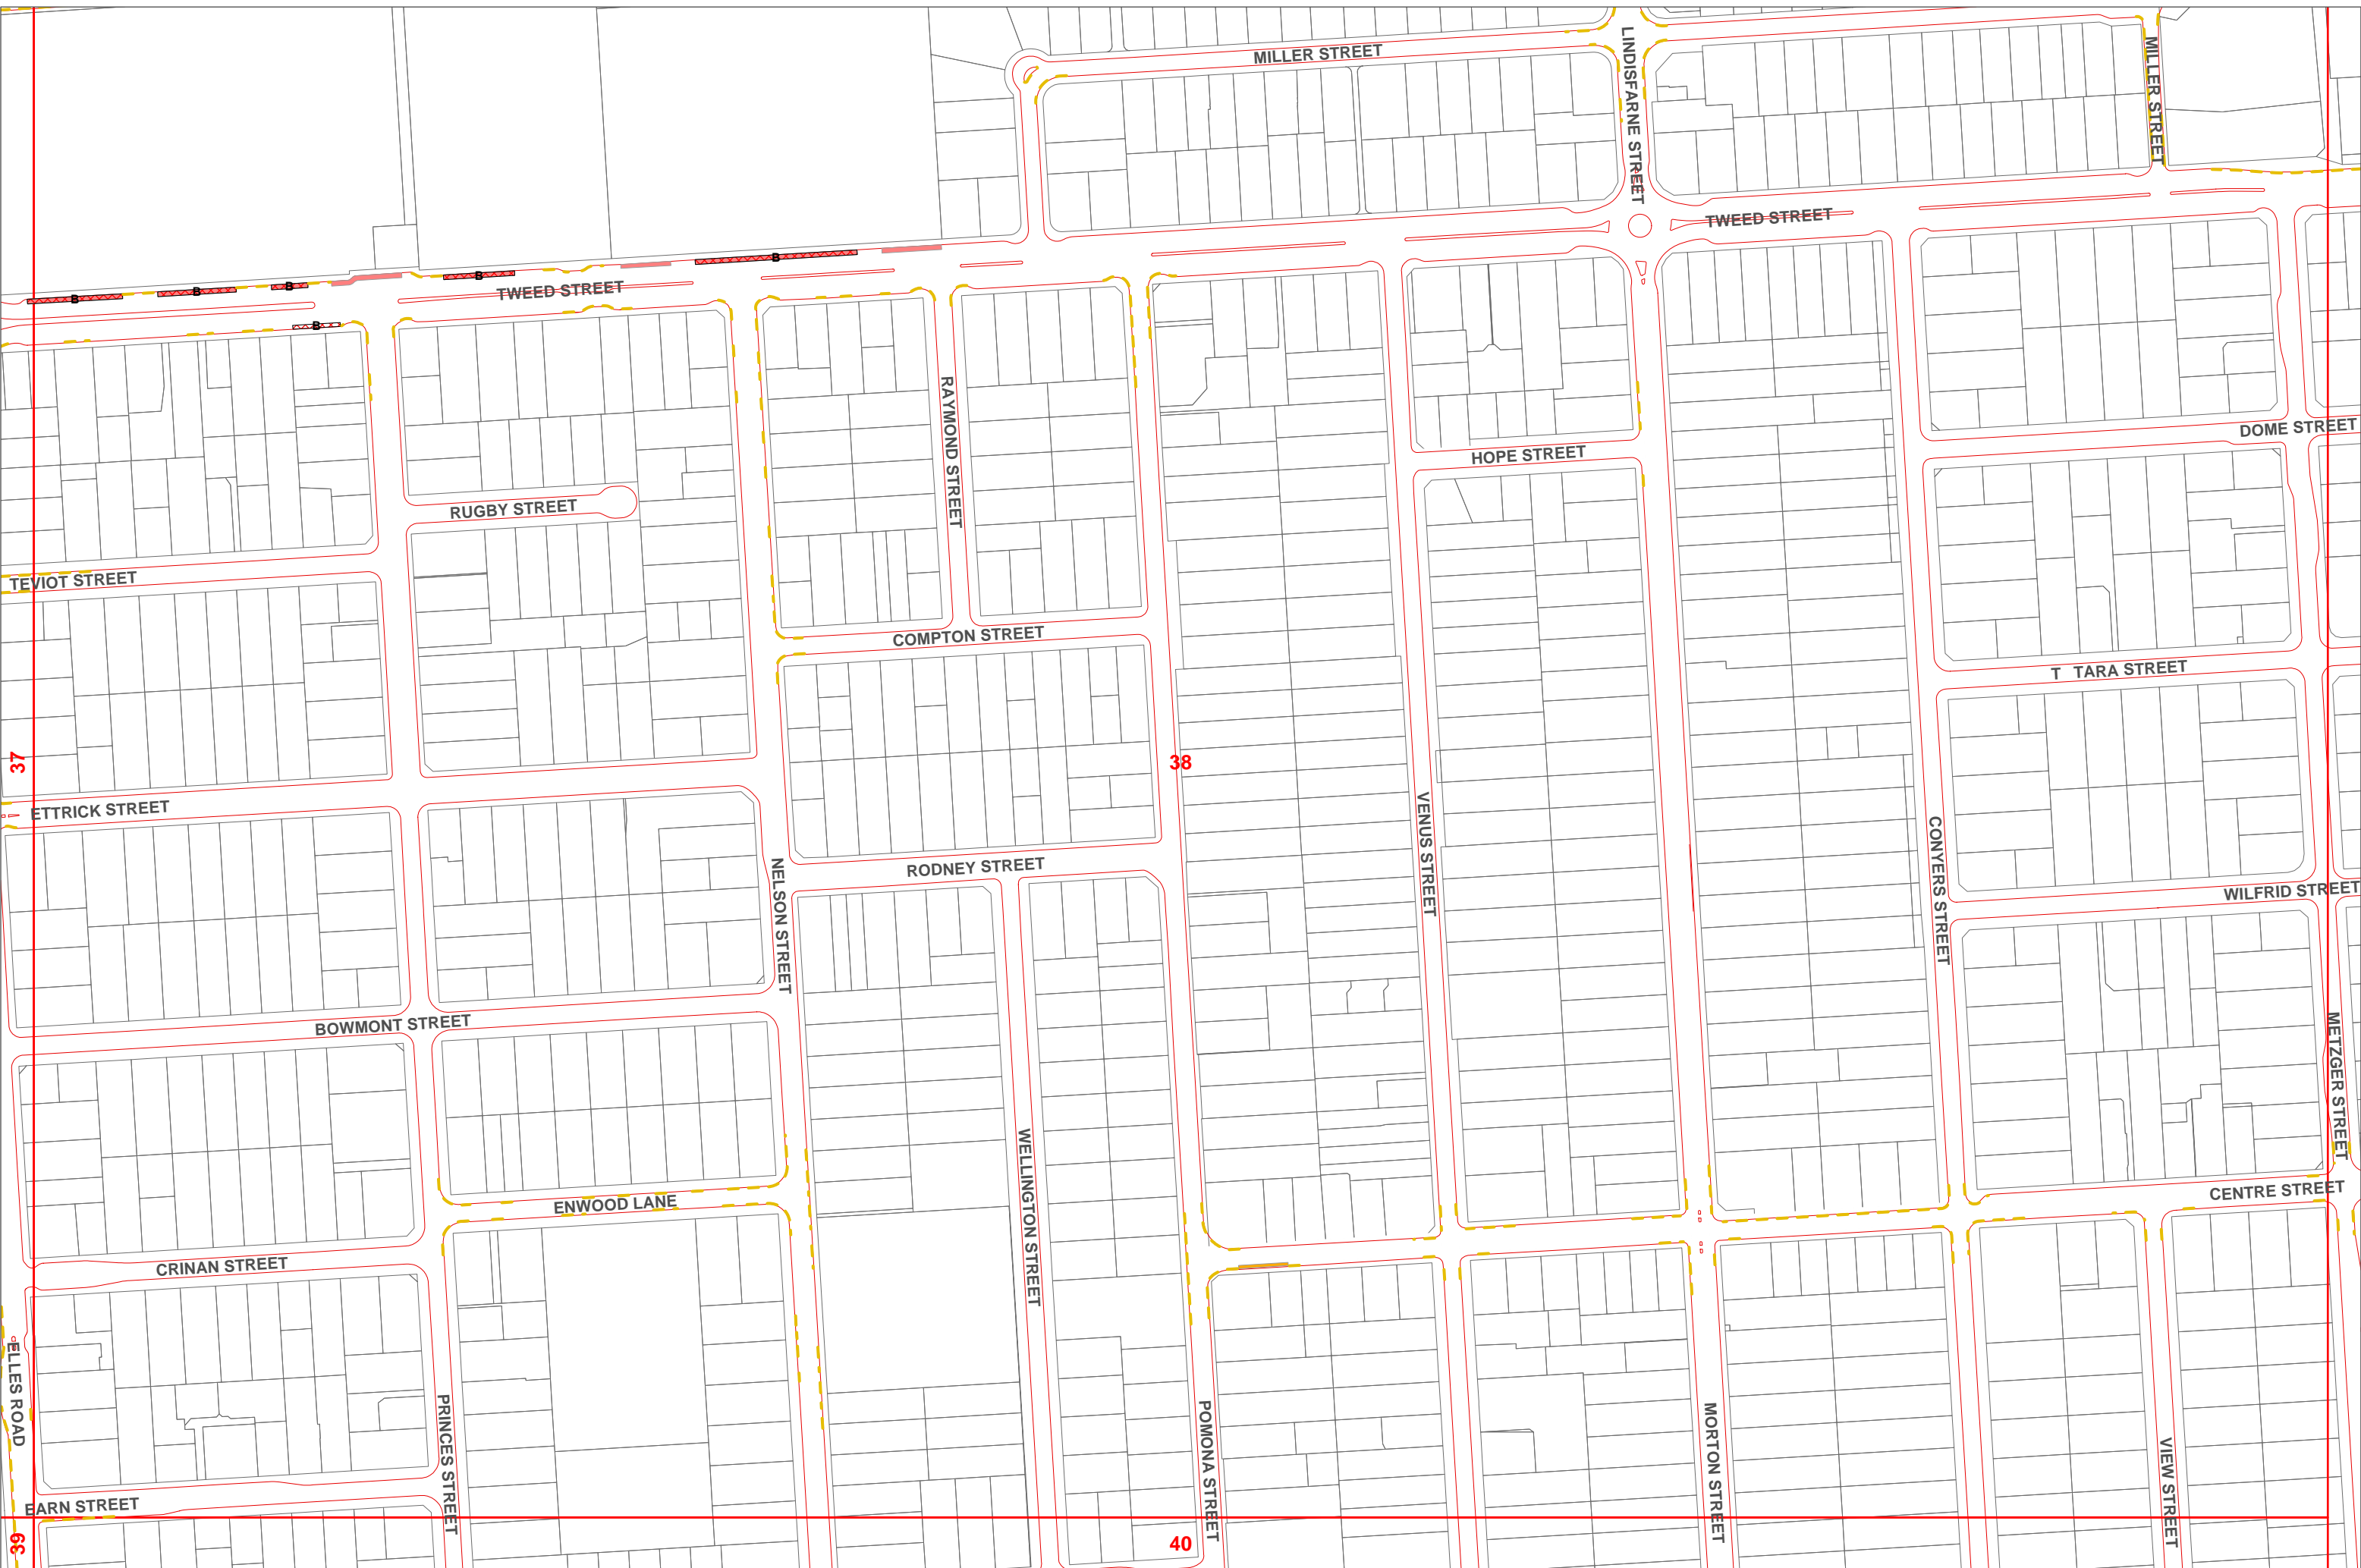 MILLER STREET
LINDISFARNE STREET
MILLER STREET
TWEED STREET
B
B
B
B
B
TWEED STREET
B
RAYMOND STREET
DOME STREET
HOPE STREET
RUGBY STREET
TEVIOT STREET
COMPTON STREET
T TARA STREET
37
38
ETTRICK STREET
VENUS STREET
CONYERS STREET
NELSON STREET
RODNEY STREET
WILFRID STREET
BOWMONT STREET
METZGER STREET
WELLINGTON STREET
ENWOOD LANE
CENTRE STREET
CRINAN STREET
ELLES ROAD
PRINCES STREET
POMONA STREET
MORTON STREET
VIEW STREET
EARN STREET
39
40